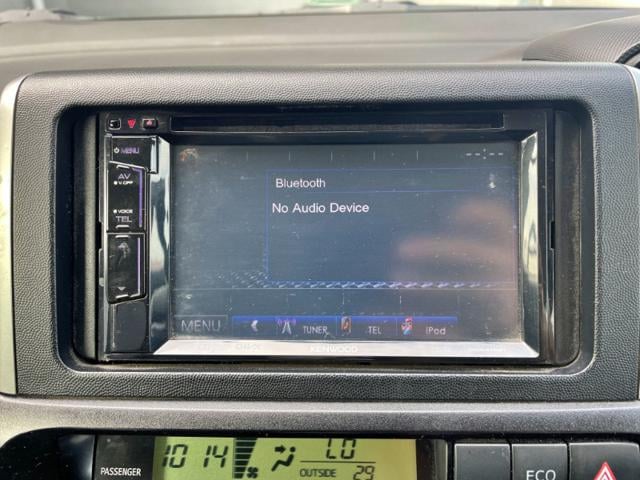 MENU
AV
V.OFF
VOICE
TEL
Bluetooth
No Audio Device
MENU
TUNER
TEL
iPod
KENWOOD
PASSENGER
10 14
LO
OUTSIDE 29
ECO